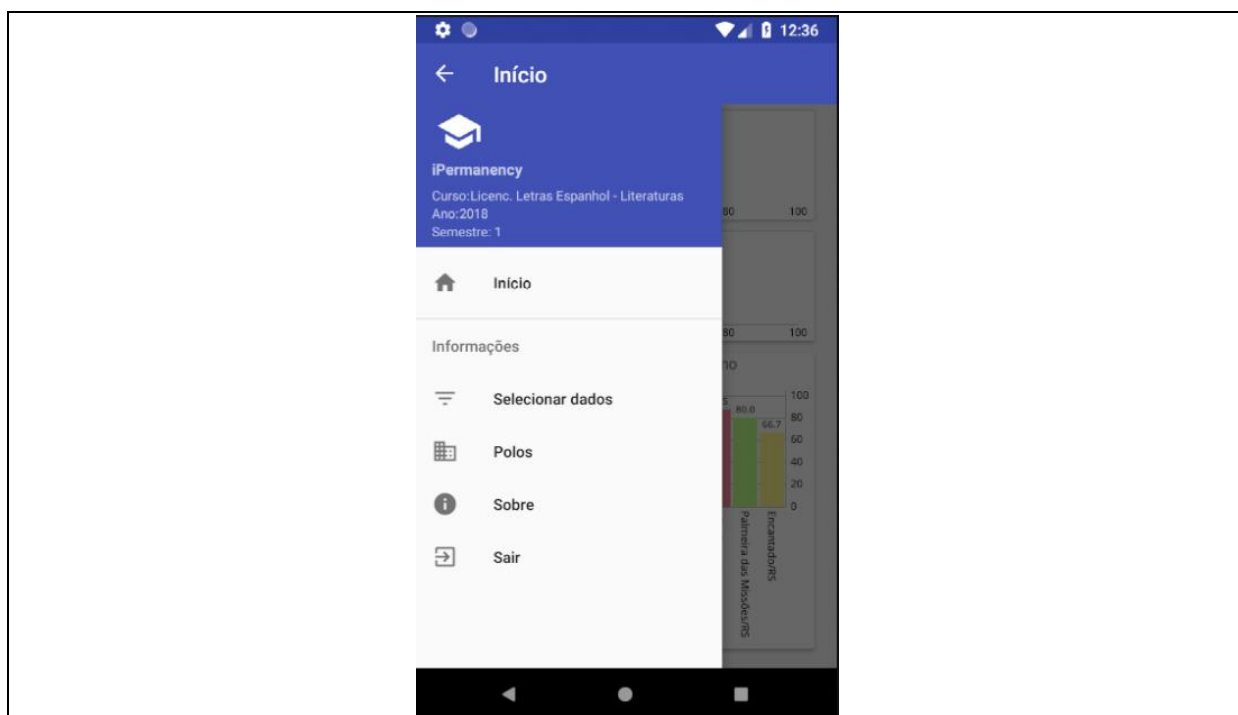 12:36
Início
iPermanency
Curso:Licenc. Letras Espanhol - Literaturas
Ano:2018
Semestre: 1
Início
Informações
Selecionar dados
Polos
Sobre
Sair
100
100
100
80.0
80
66.7
60
40
20
0
Palmeira das Missões/RS
Encantado/RS